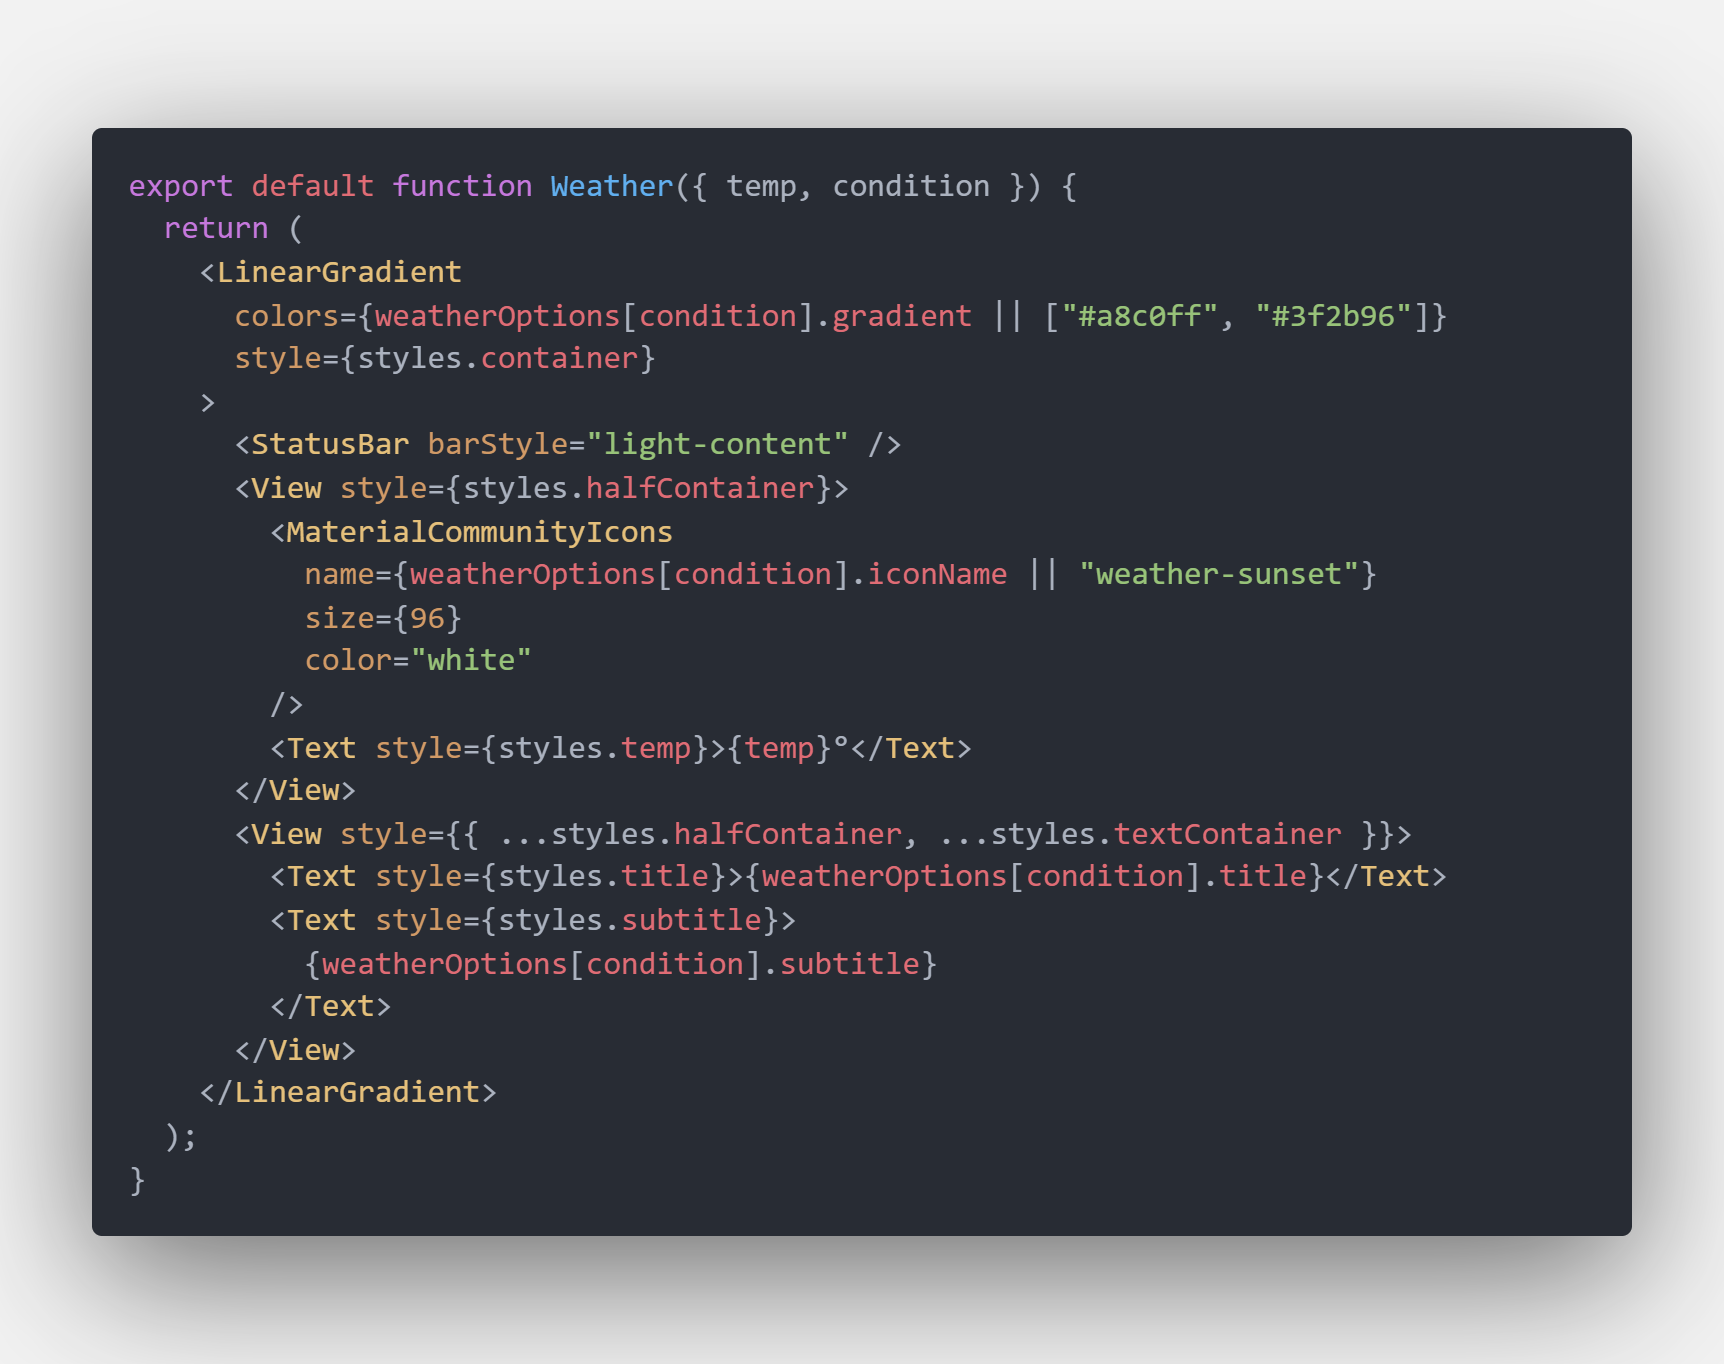 export default function Weather({ temp, condition }) {
  return (
    <LinearGradient
      colors={weatherOptions[condition].gradient || ["#a8c0ff", "#3f2b96"]}
      style={styles.container}
    >
      <StatusBar barStyle="light-content" />
      <View style={styles.halfContainer}>
        <MaterialCommunityIcons
          name={weatherOptions[condition].iconName || "weather-sunset"}
          size={96}
          color="white"
        />
        <Text style={styles.temp}>{temp}°</Text>
      </View>
      <View style={{ ...styles.halfContainer, ...styles.textContainer }}>
        <Text style={styles.title}>{weatherOptions[condition].title}</Text>
        <Text style={styles.subtitle}>
          {weatherOptions[condition].subtitle}
        </Text>
      </View>
    </LinearGradient>
  );
}